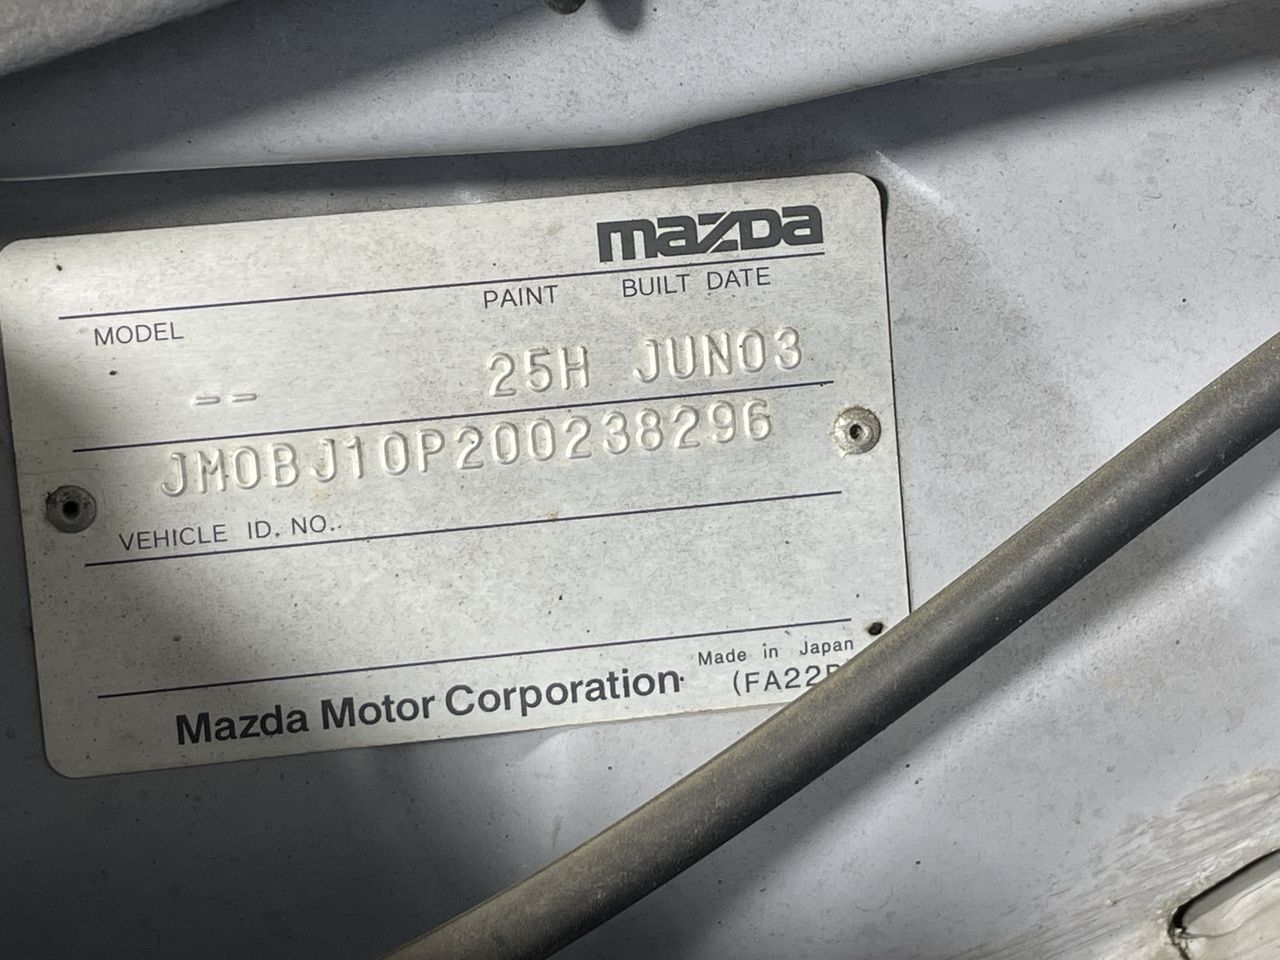 mazda
MODEL PAINT BUILT DATE
-- 25H JUN03
JM0BJ10P200238296
VEHICLE ID. NO..
Made in Japan
Mazda Motor Corporation